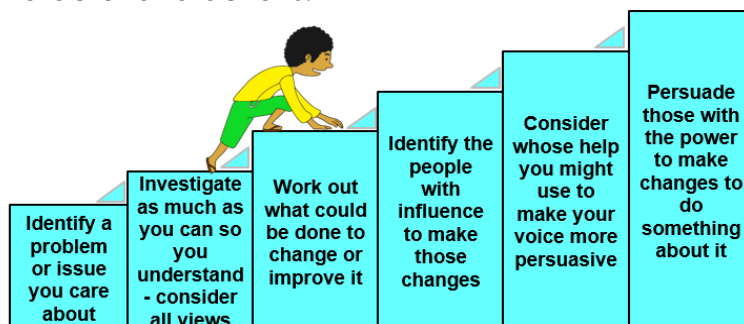 Identify a
problem
or issue
you care
about
Investigate
as much as
you can so
you
understand
- consider
all views
Work out
what could
be done to
change or
improve it
Identify the
people
with
influence
to make
those
changes
Consider
whose help
you might
use to
make your
voice more
persuasive
Persuade
those with
the power
to make
changes to
do
something
about it